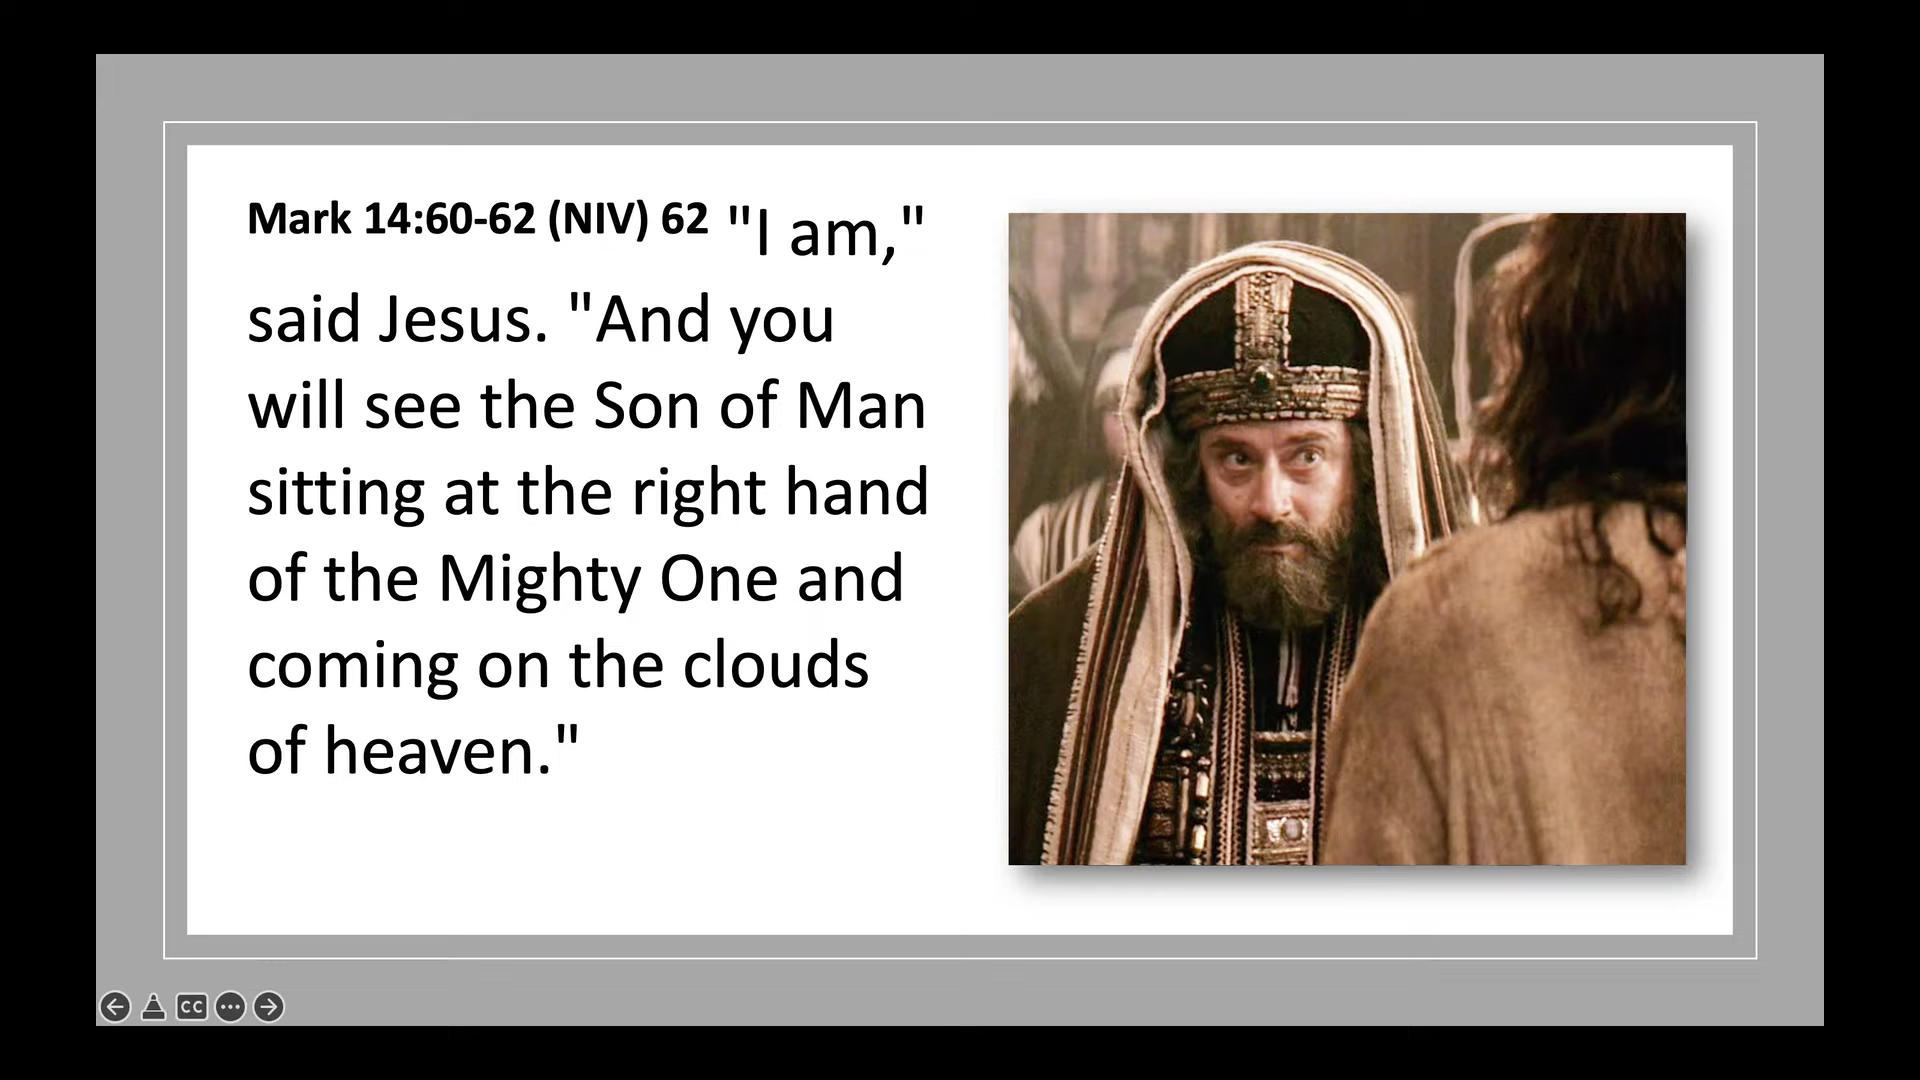 Mark 14:60-62 (NIV) 62 "I am,"
said Jesus. "And you
will see the Son of Man
sitting at the right hand
of the Mighty One and
coming on the clouds
of heaven."
CC